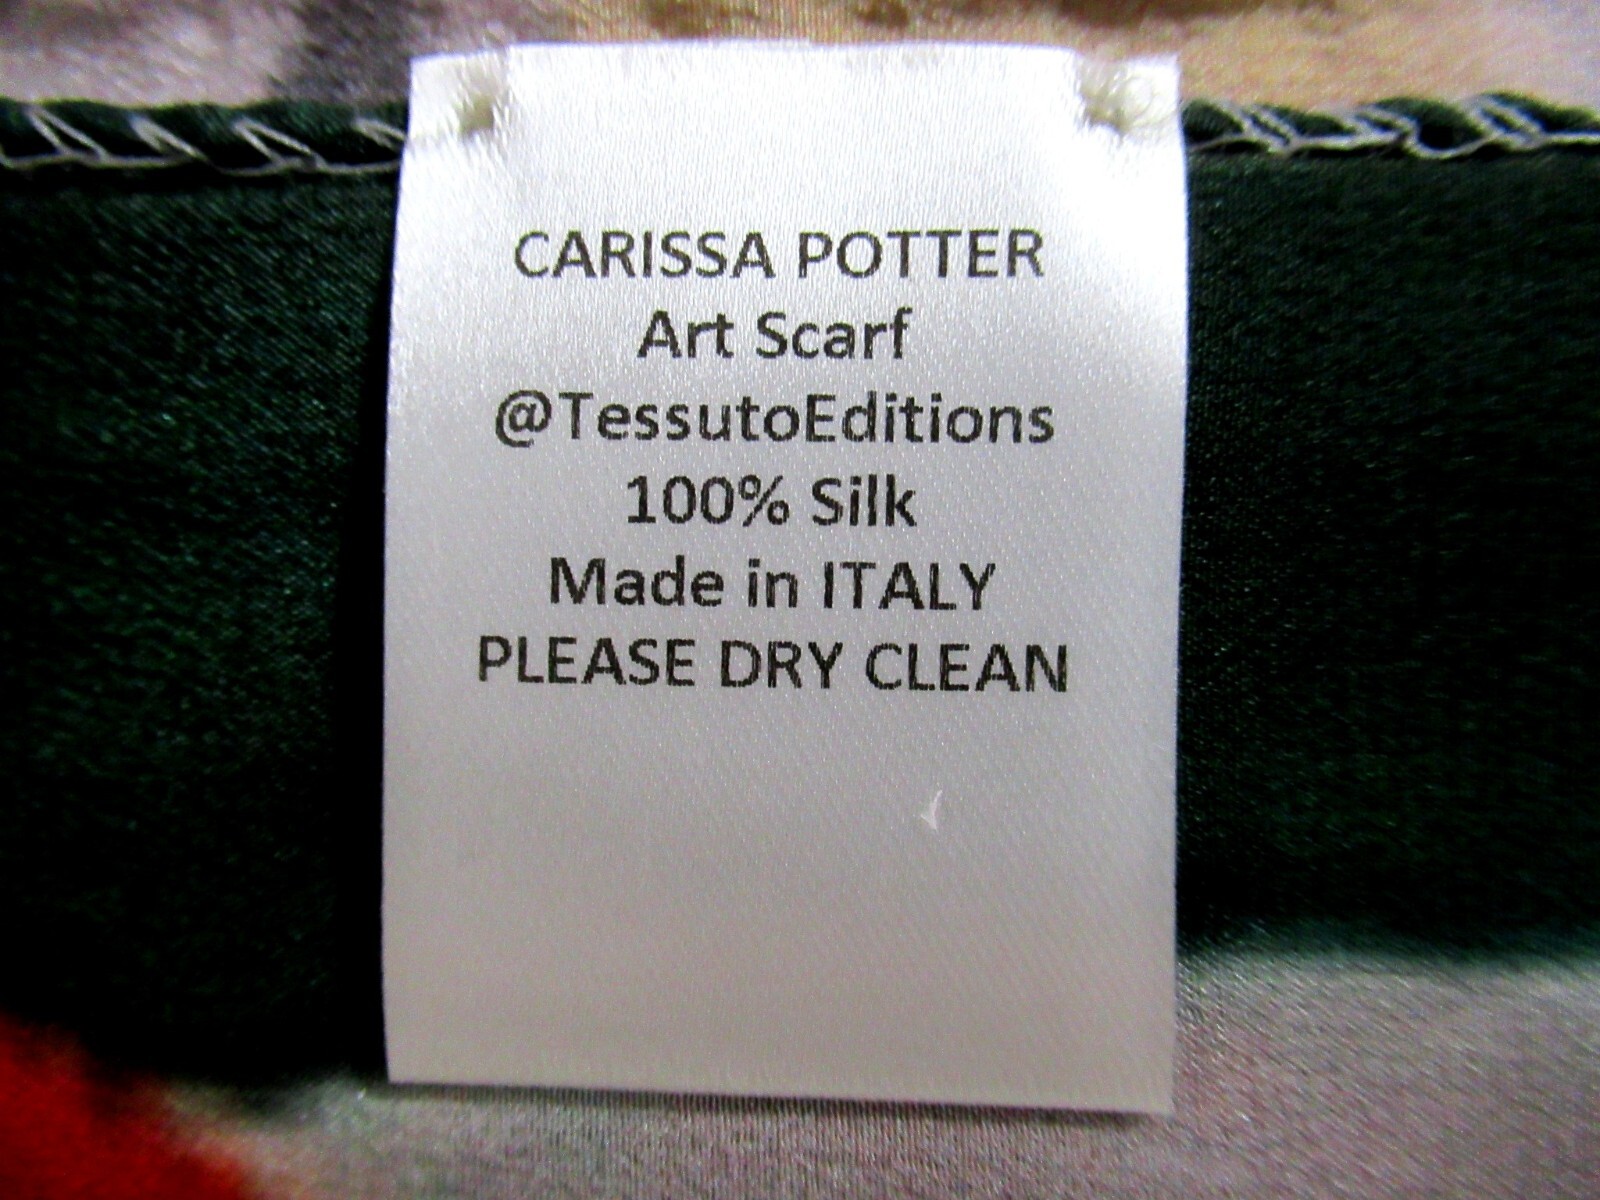 CARISSA POTTER
Art Scarf
@TessutoEditions
100% Silk
Made in ITALY
PLEASE DRY CLEAN